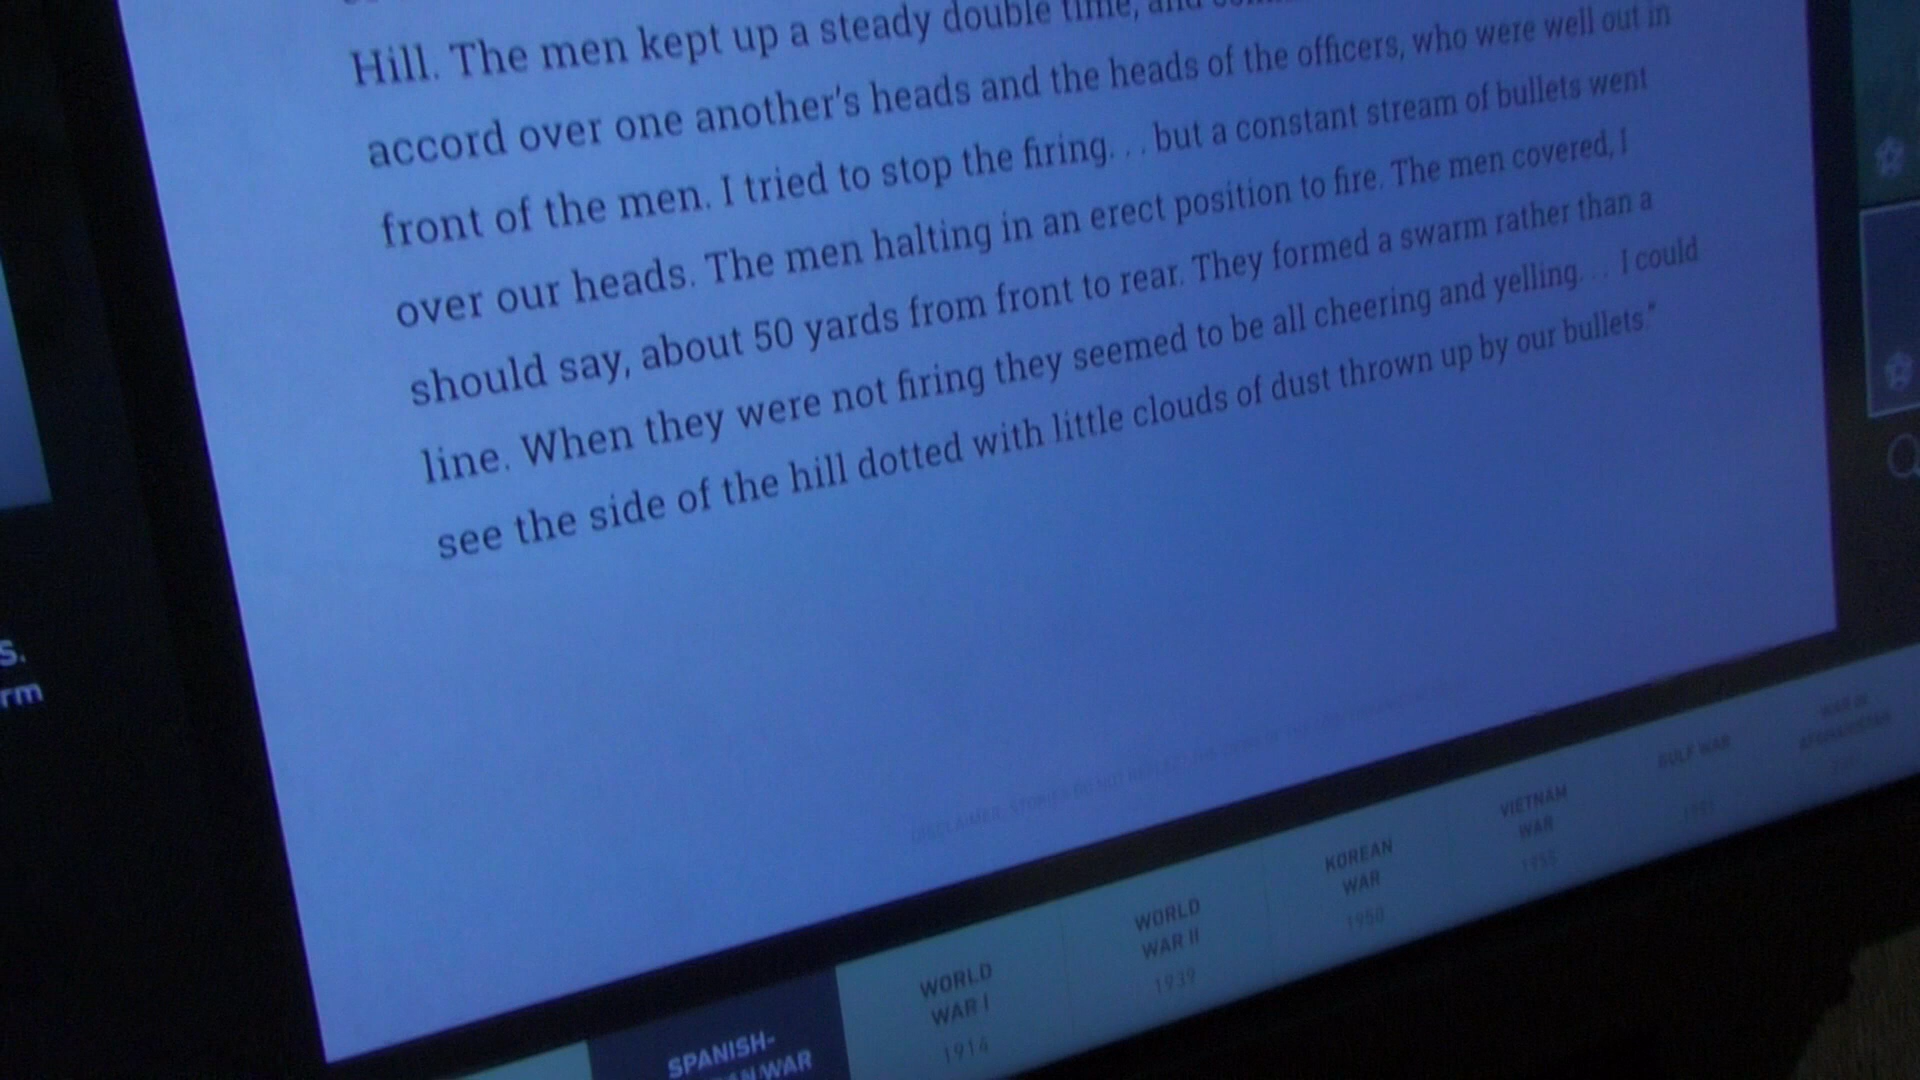 Hill. The men kept up a steady double time, and
accord over one another's heads and the heads of the officers, who were well out in
front of the men. I tried to stop the firing. . . but a constant stream of bullets went
over our heads. The men halting in an erect position to fire. The men covered, I
should say, about 50 yards from front to rear. They formed a swarm rather than a
line. When they were not firing they seemed to be all cheering and yelling. . . I could
see the side of the hill dotted with little clouds of dust thrown up by our bullets."
s.
rm
SPANISH-
WAR
WORLD
WAR I
1914
WORLD
WAR II
1939
KOREAN
WAR
1950
VIETNAM
WAR
1955
GULF WAR
WAR IN
AFGHANISTAN